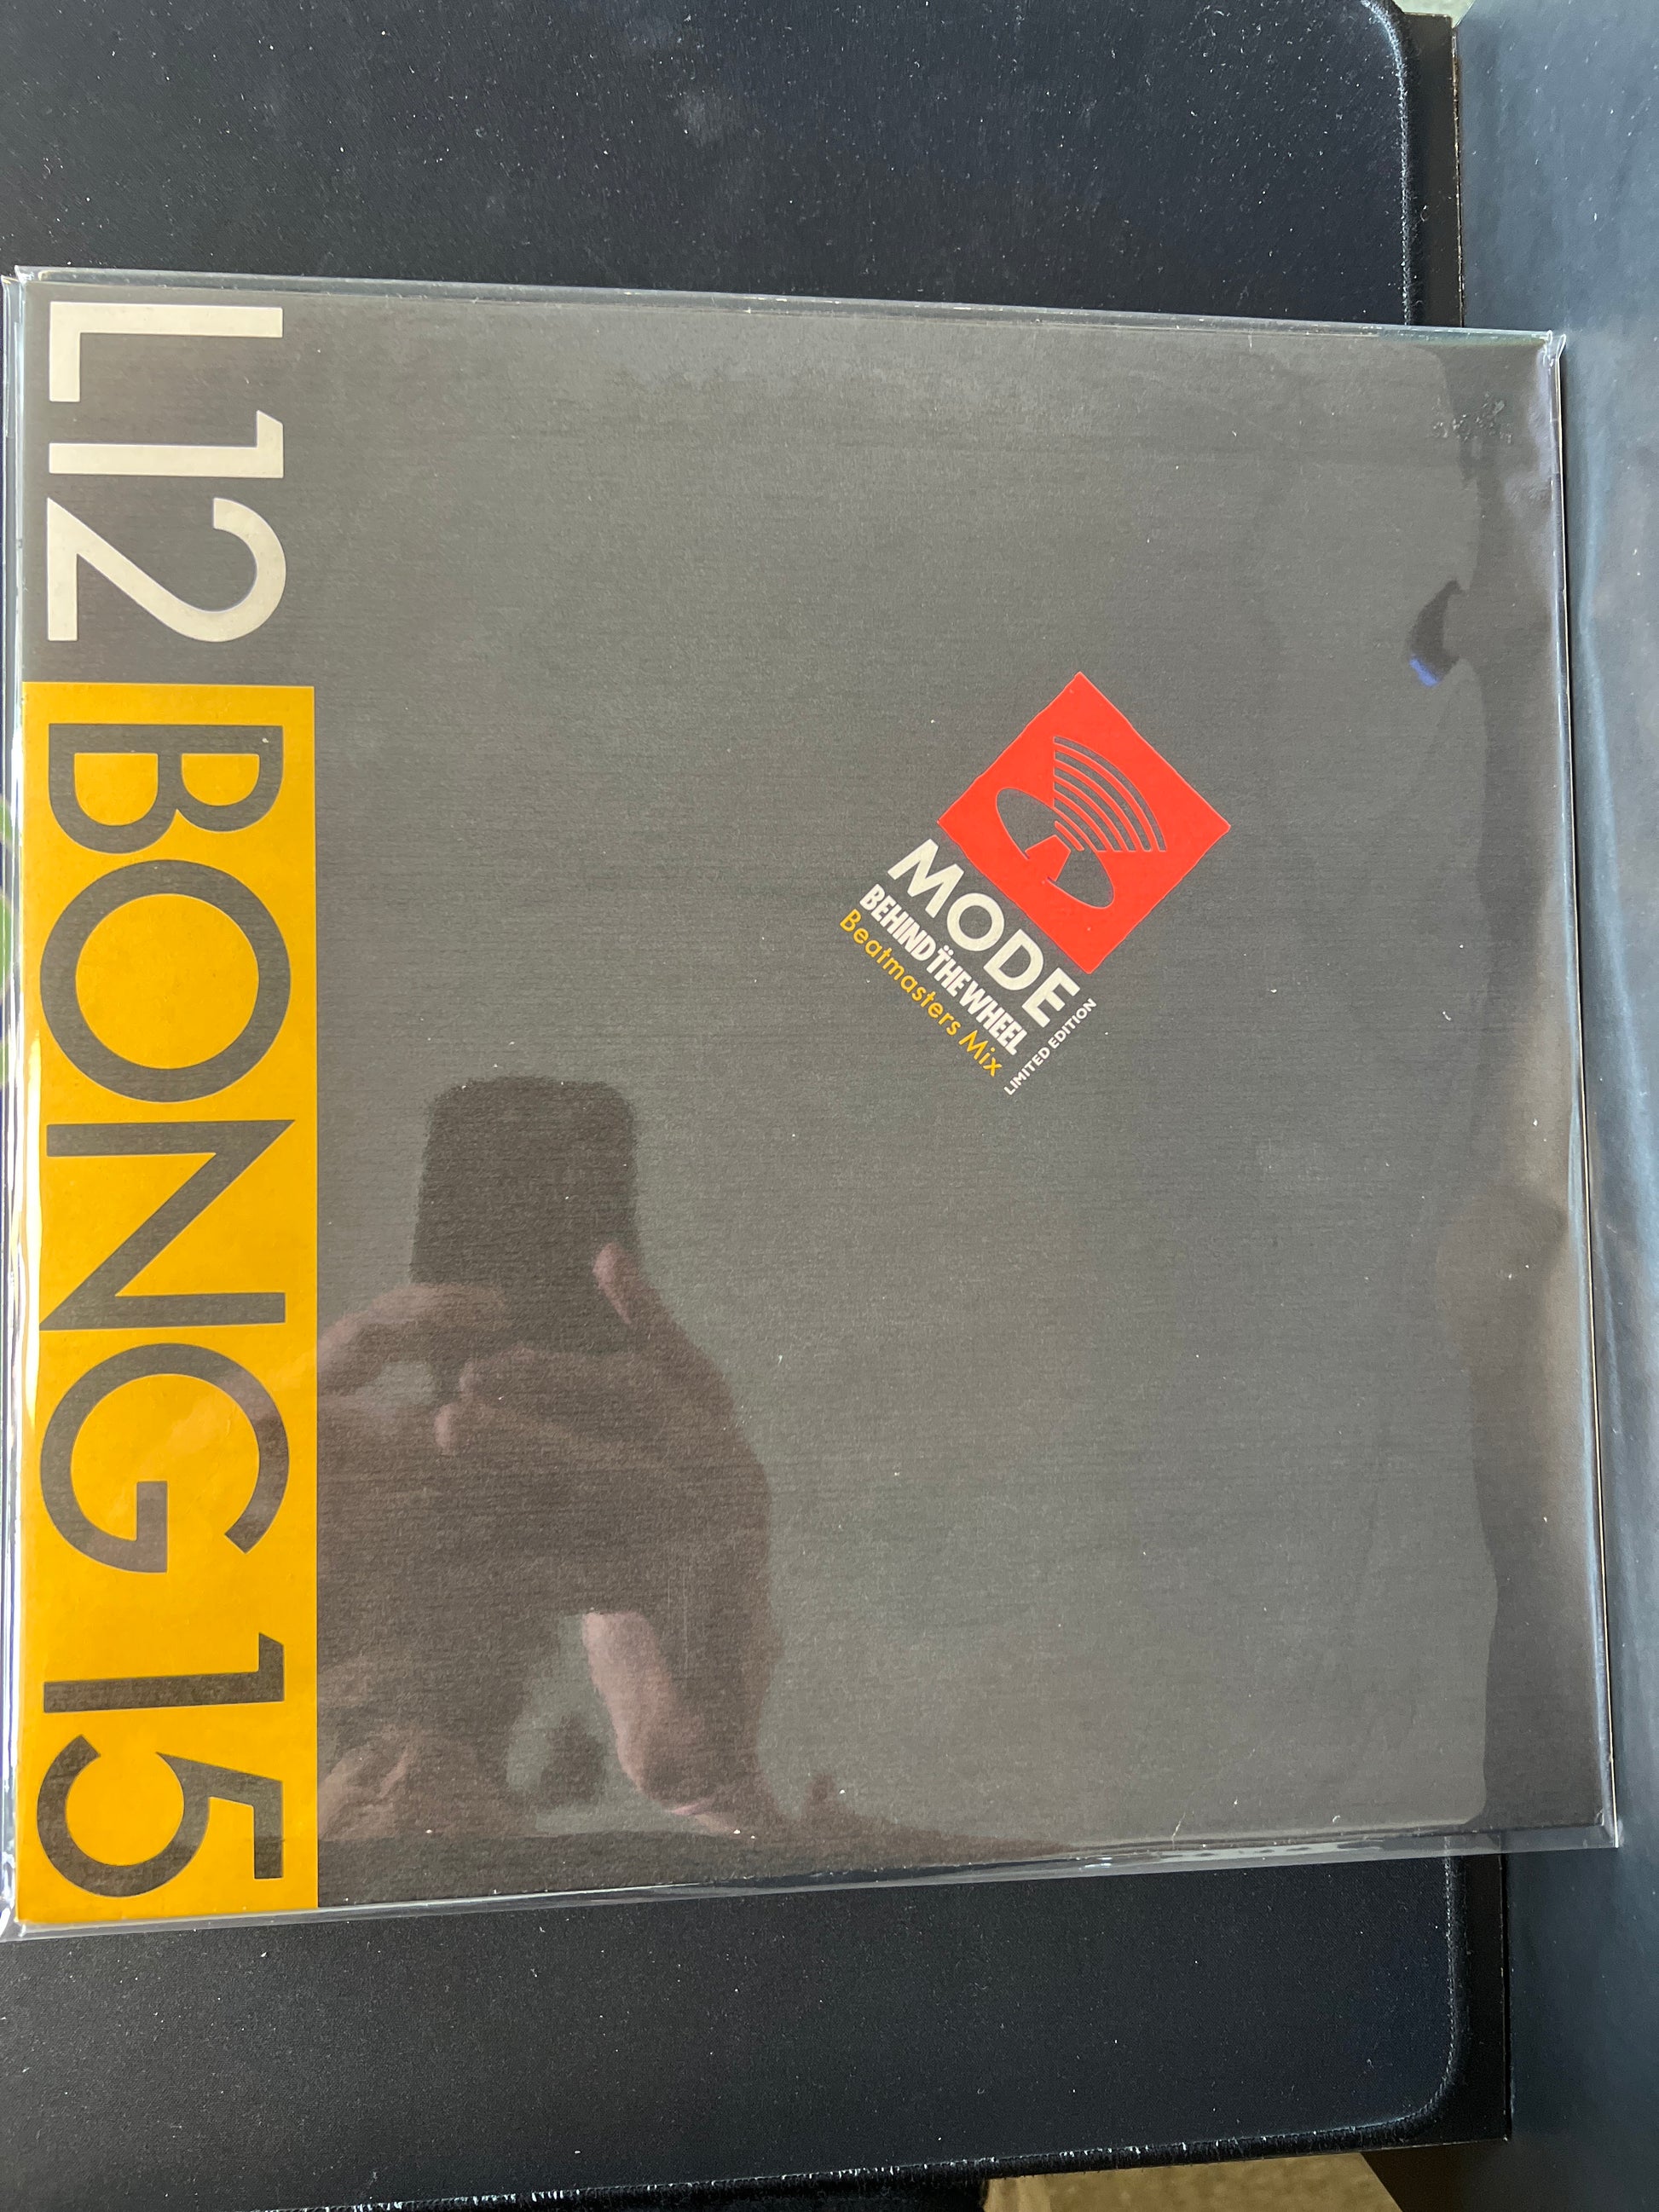 L12 BONG 15
MODE
BEHIND THE WHEEL
Beatmasters Mix
LIMITED EDITION